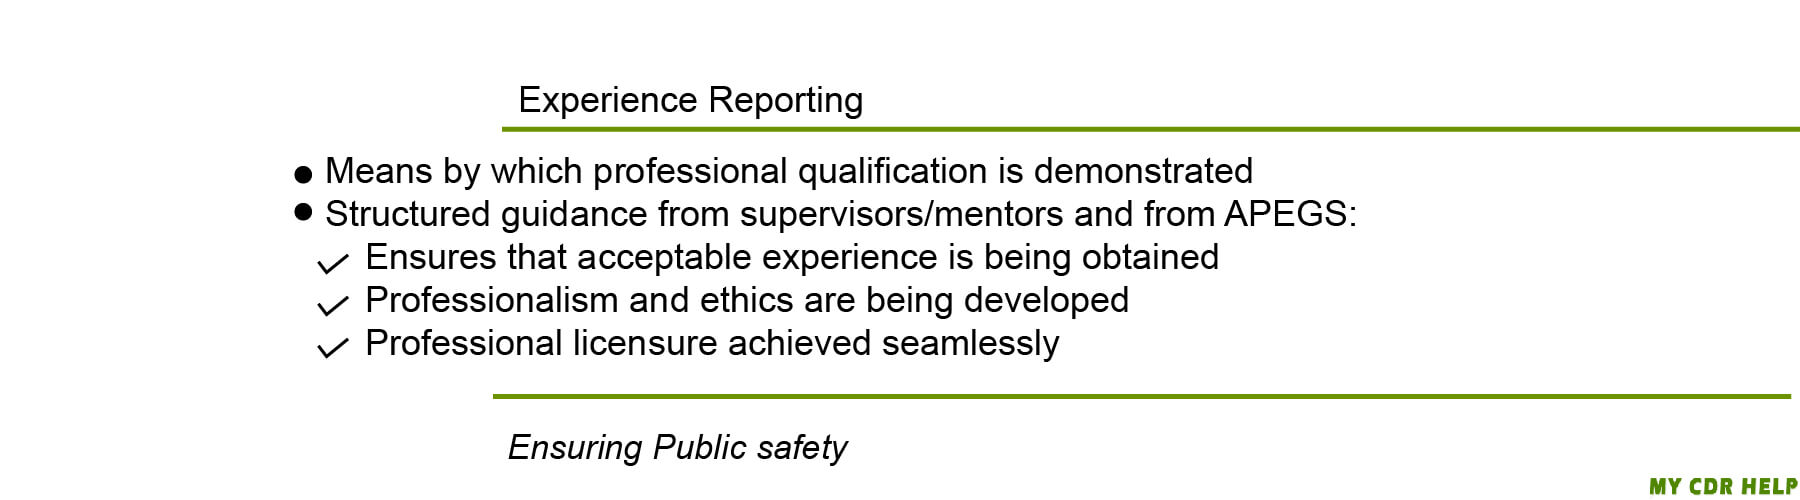 Experience Reporting
Means by which professional qualification is demonstrated
Structured guidance from supervisors/mentors and from APEGS:
Ensures that acceptable experience is being obtained
Professionalism and ethics are being developed
Professional licensure achieved seamlessly
Ensuring Public safety
MY CDR HELP